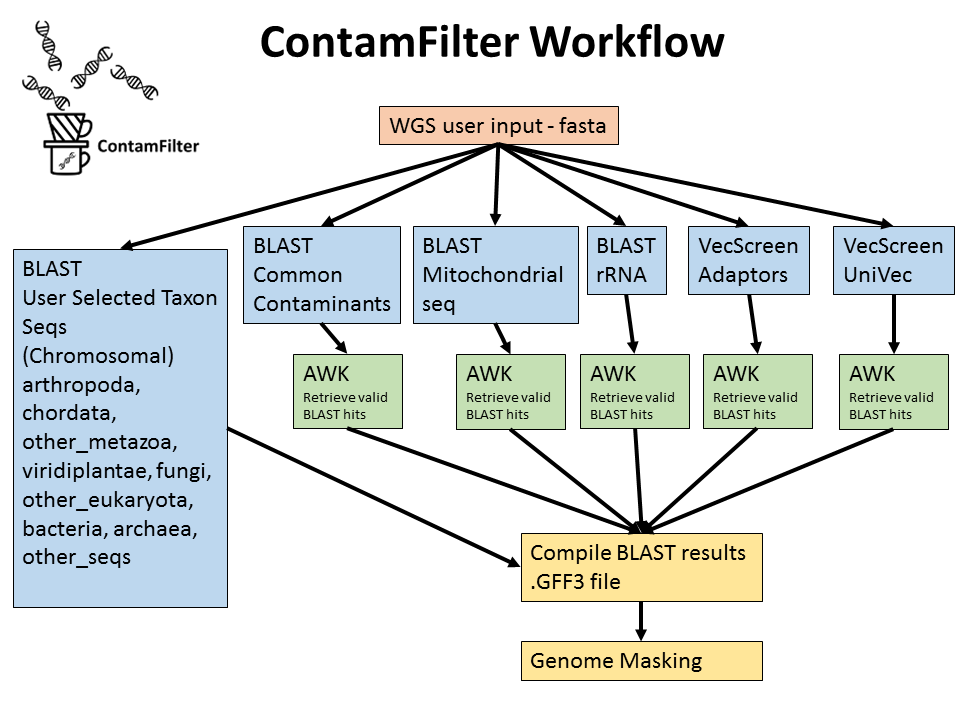 ContamFilter Workflow
ContamFilter
WGS user input - fasta
BLAST
User Selected Taxon
Seqs
(Chromosomal)
arthropoda,
chordata,
other_metazoa,
viridiplantae, fungi,
other_eukaryota,
bacteria, archaea,
other_seqs
BLAST
Common
Contaminants
BLAST
Mitochondrial
seq
BLAST
rRNA
VecScreen
Adaptors
VecScreen
UniVec
AWK
Retrieve valid
BLAST hits
AWK
Retrieve valid
BLAST hits
AWK
Retrieve valid
BLAST hits
AWK
Retrieve valid
BLAST hits
AWK
Retrieve valid
BLAST hits
Compile BLAST results
.GFF3 file
Genome Masking